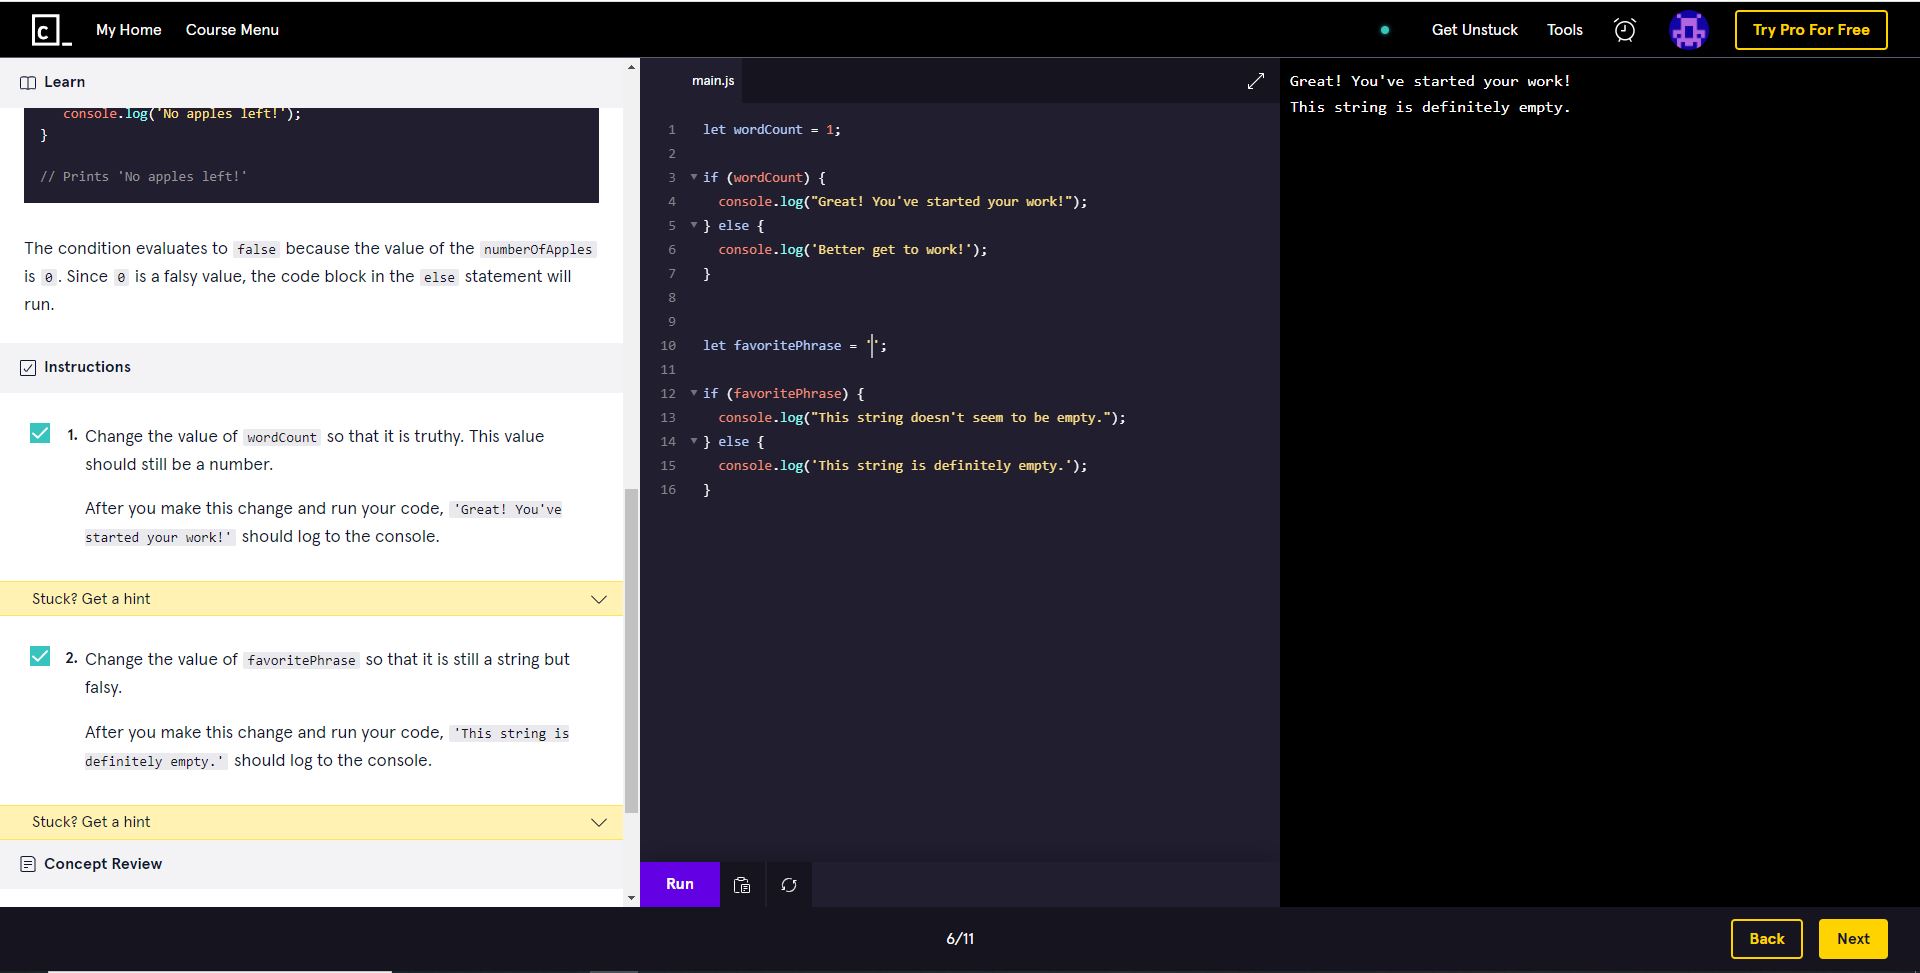 My Home Course Menu Get Unstuck Tools Try Pro For Free
Learn
console.log('No apples left!');
}
// Prints 'No apples left!'
The condition evaluates to false because the value of the numberOfApples
is 0. Since 0 is a falsy value, the code block in the else statement will
run.
Instructions
1. Change the value of wordCount so that it is truthy. This value
should still be a number.
After you make this change and run your code, 'Great! You've
started your work!' should log to the console.
Stuck? Get a hint
2. Change the value of favoritePhrase so that it is still a string but
falsy.
After you make this change and run your code, 'This string is
definitely empty.' should log to the console.
Stuck? Get a hint
Concept Review
main.js
1 let wordCount = 1;
2
3 if (wordCount) {
4 console.log("Great! You've started your work!");
5 } else {
6 console.log('Better get to work!');
7 }
8
9
10 let favoritePhrase = '';
11
12 if (favoritePhrase) {
13 console.log("This string doesn't seem to be empty.");
14 } else {
15 console.log('This string is definitely empty.');
16 }
Run
Great! You've started your work!
This string is definitely empty.
6/11
Back Next